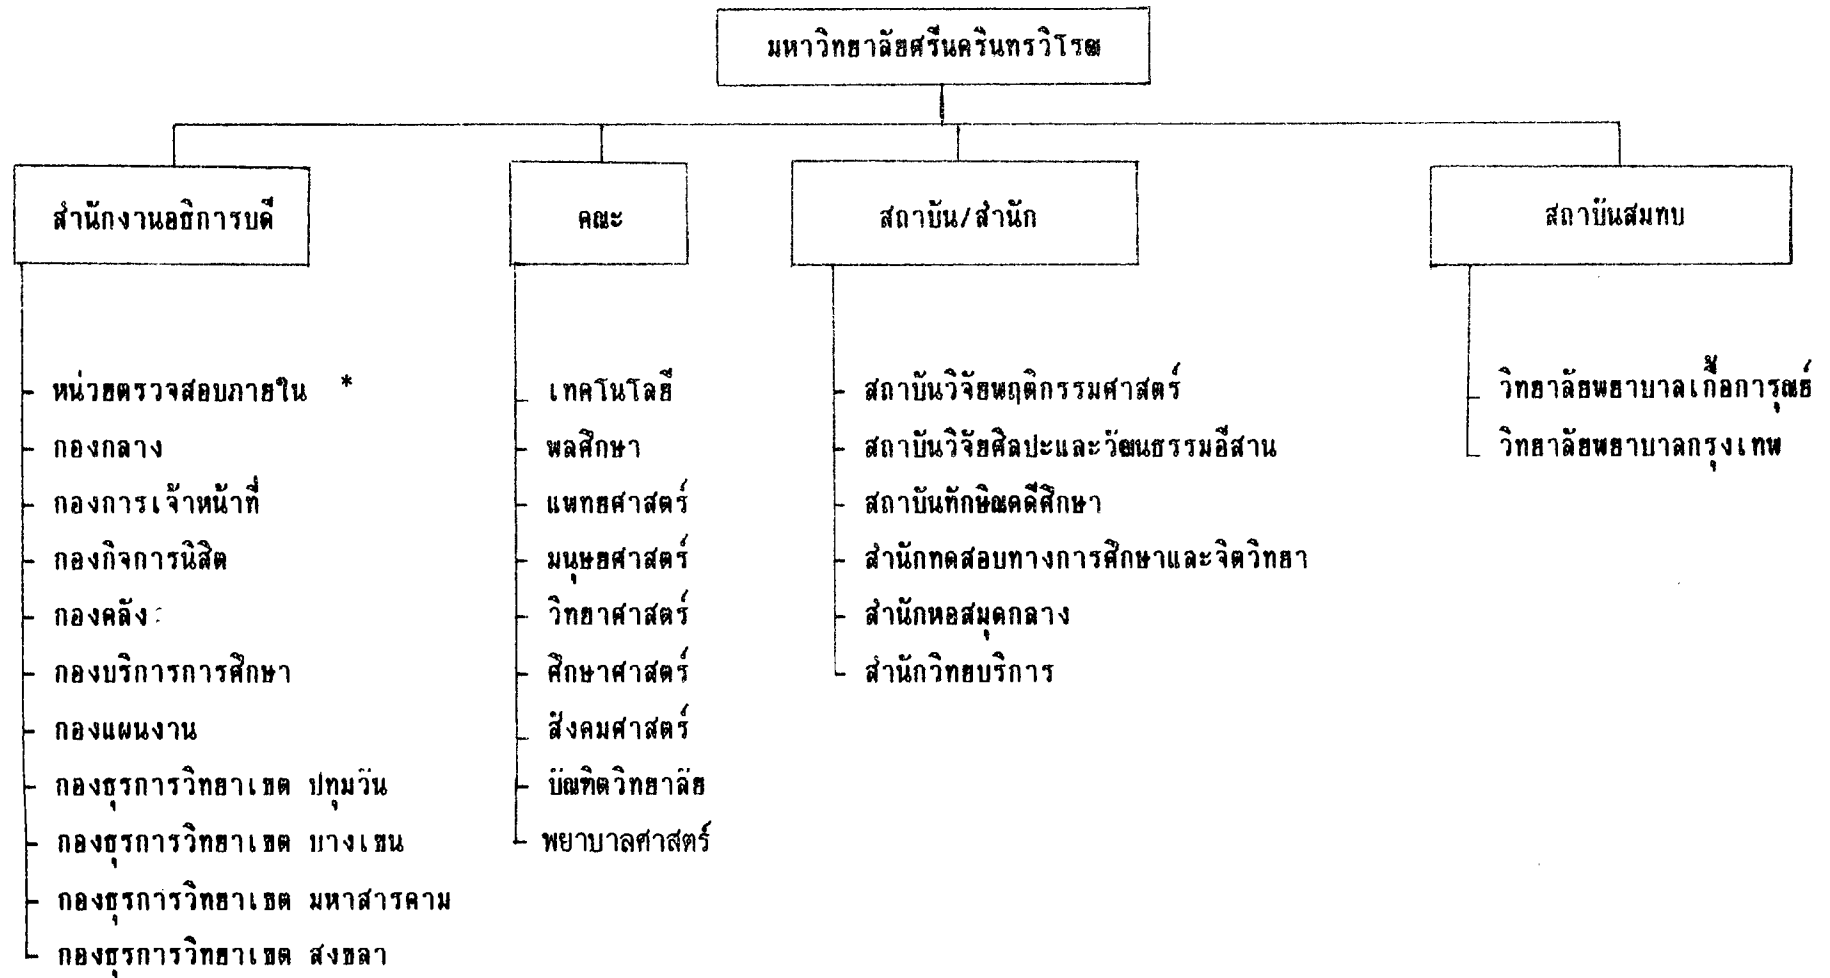 มหาวิทยาลัยศรีนครินทรวิโรฒ
สำนักงานอธิการบดี
หน่วยตรวจสอบภายใน *
กองกลาง
กองการเจ้าหน้าที่
กองกิจการนิสิต
กองคลัง
กองบริการการศึกษา
กองแผนงาน
กองธุรการวิทยาเขต ปทุมวัน
กองธุรการวิทยาเขต บางเขน
กองธุรการวิทยาเขต มหาสารคาม
กองธุรการวิทยาเขต สงขลา
คณะ
เทคโนโลยี
พลศึกษา
แพทยศาสตร์
มนุษยศาสตร์
วิทยาศาสตร์
ศึกษาศาสตร์
สังคมศาสตร์
บัณฑิตวิทยาลัย
พยาบาลศาสตร์
สถาบัน/สำนัก
สถาบันวิจัยพฤติกรรมศาสตร์
สถาบันวิจัยศิลปะและวัฒนธรรมอีสาน
สถาบันทักษิณคดีศึกษา
สำนักทดสอบทางการศึกษาและจิตวิทยา
สำนักหอสมุดกลาง
สำนักวิทยบริการ
สถาบันสมทบ
วิทยาลัยพยาบาลเกื้อการุณย์
วิทยาลัยพยาบาลกรุงเทพ